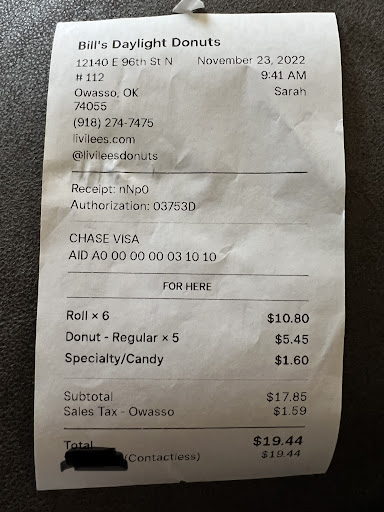 Bill's Daylight Donuts
12140 E 96th St N November 23, 2022
# 112 9:41 AM
Owasso, OK Sarah
74055
(918) 274-7475
livilees.com
@livileesdonuts
Receipt: nNp0
Authorization: 03753D
CHASE VISA
AID A0 00 00 00 03 10 10
FOR HERE
Roll × 6 $10.80
Donut - Regular × 5 $5.45
Specialty/Candy $1.60
Subtotal $17.85
Sales Tax - Owasso $1.59
Total $19.44
(Contactless) $19.44